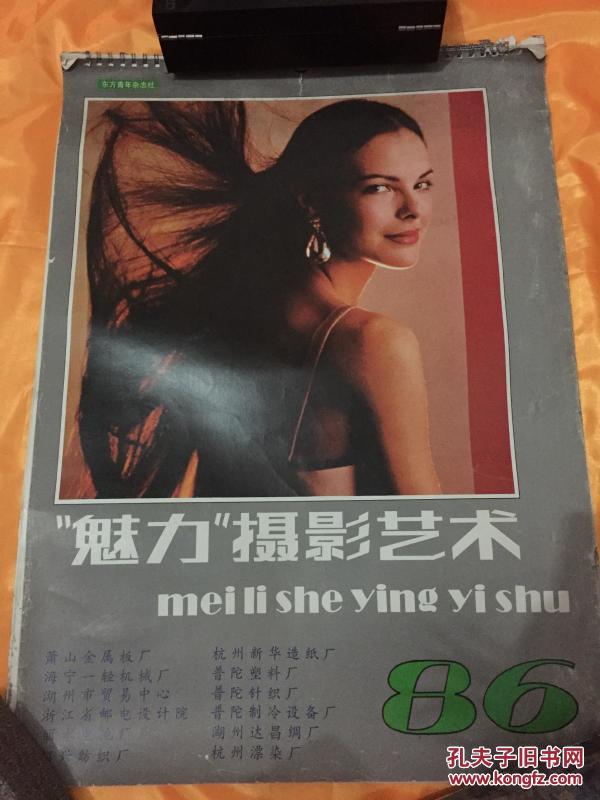 东方青年杂志社
"魅力"摄影艺术
mei li she ying yi shu
萧山金属板厂
海宁一轻机械厂
湖州市贸易中心
浙江省邮电设计院
纺织厂
杭州新华造纸厂
普陀塑料厂
普陀针织厂
普陀制冷设备厂
湖州达昌绸厂
杭州漂染厂
86
孔夫子旧书网
www.kongfz.com